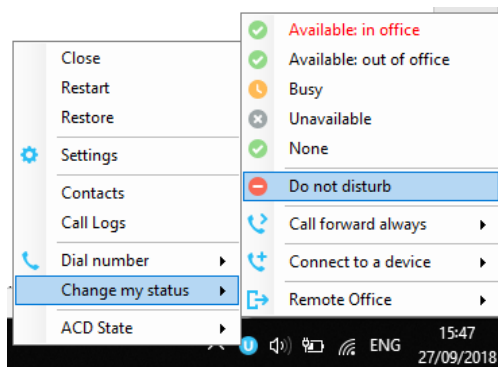 Close
Restart
Restore
Settings
Contacts
Call Logs
Dial number
Change my status
ACD State
Available: in office
Available: out of office
Busy
Unavailable
None
Do not disturb
Call forward always
Connect to a device
Remote Office
U
ENG
15:47
27/09/2018